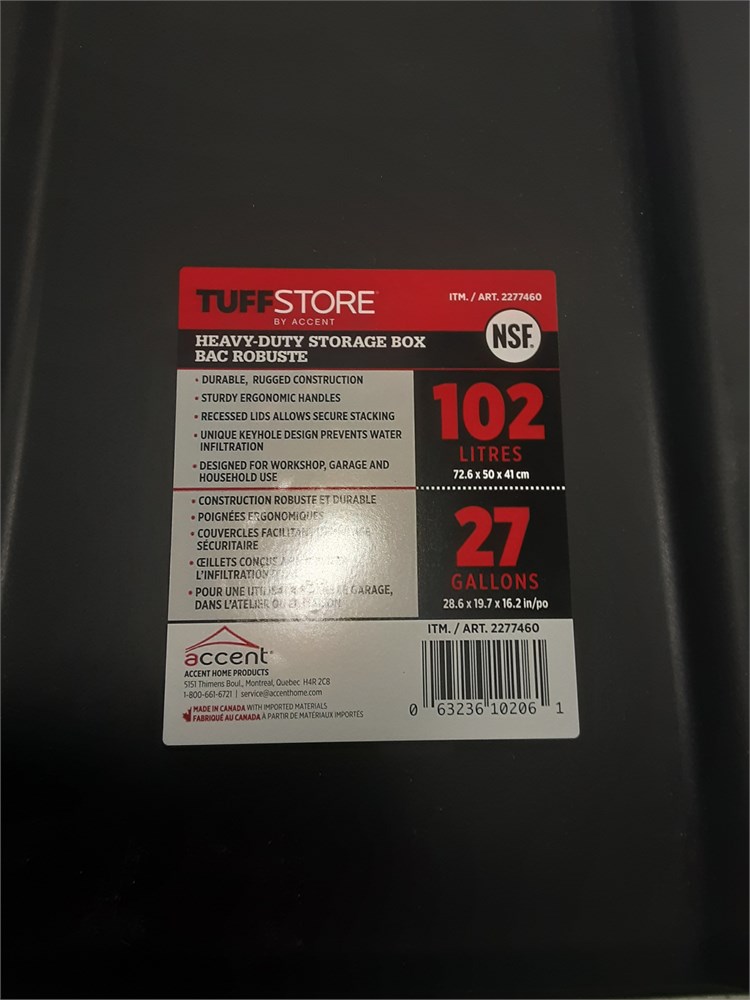 TUFFSTORE
BY ACCENT
ITM. / ART. 2277460
HEAVY-DUTY STORAGE BOX
BAC ROBUSTE
NSF.
• DURABLE, RUGGED CONSTRUCTION
• STURDY ERGONOMIC HANDLES
• RECESSED LIDS ALLOWS SECURE STACKING
• UNIQUE KEYHOLE DESIGN PREVENTS WATER
INFILTRATION
• DESIGNED FOR WORKSHOP, GARAGE AND
HOUSEHOLD USE
102
LITRES
72.6 x 50 x 41 cm
• CONSTRUCTION ROBUSTE ET DURABLE
• POIGNÉES ERGONOMIQUES
• COUVERCLES
SÉCURITAIRE
• ŒILLETS CONÇUS
L'INFILTRATION
• POUR UNE GARAGE,
DANS L'ATELIER
27
GALLONS
28.6 x 19.7 x 16.2 in/po
accent
ACCENT HOME PRODUCTS
5151 Thimens Boul., Montreal, Quebec H4R 2C8
1-800-661-6721 | service@accenthome.com
MADE IN CANADA WITH IMPORTED MATERIALS
FABRIQUÉ AU CANADA À PARTIR DE MATÉRIAUX IMPORTÉS
ITM. / ART. 2277460
0 63236 10206 1